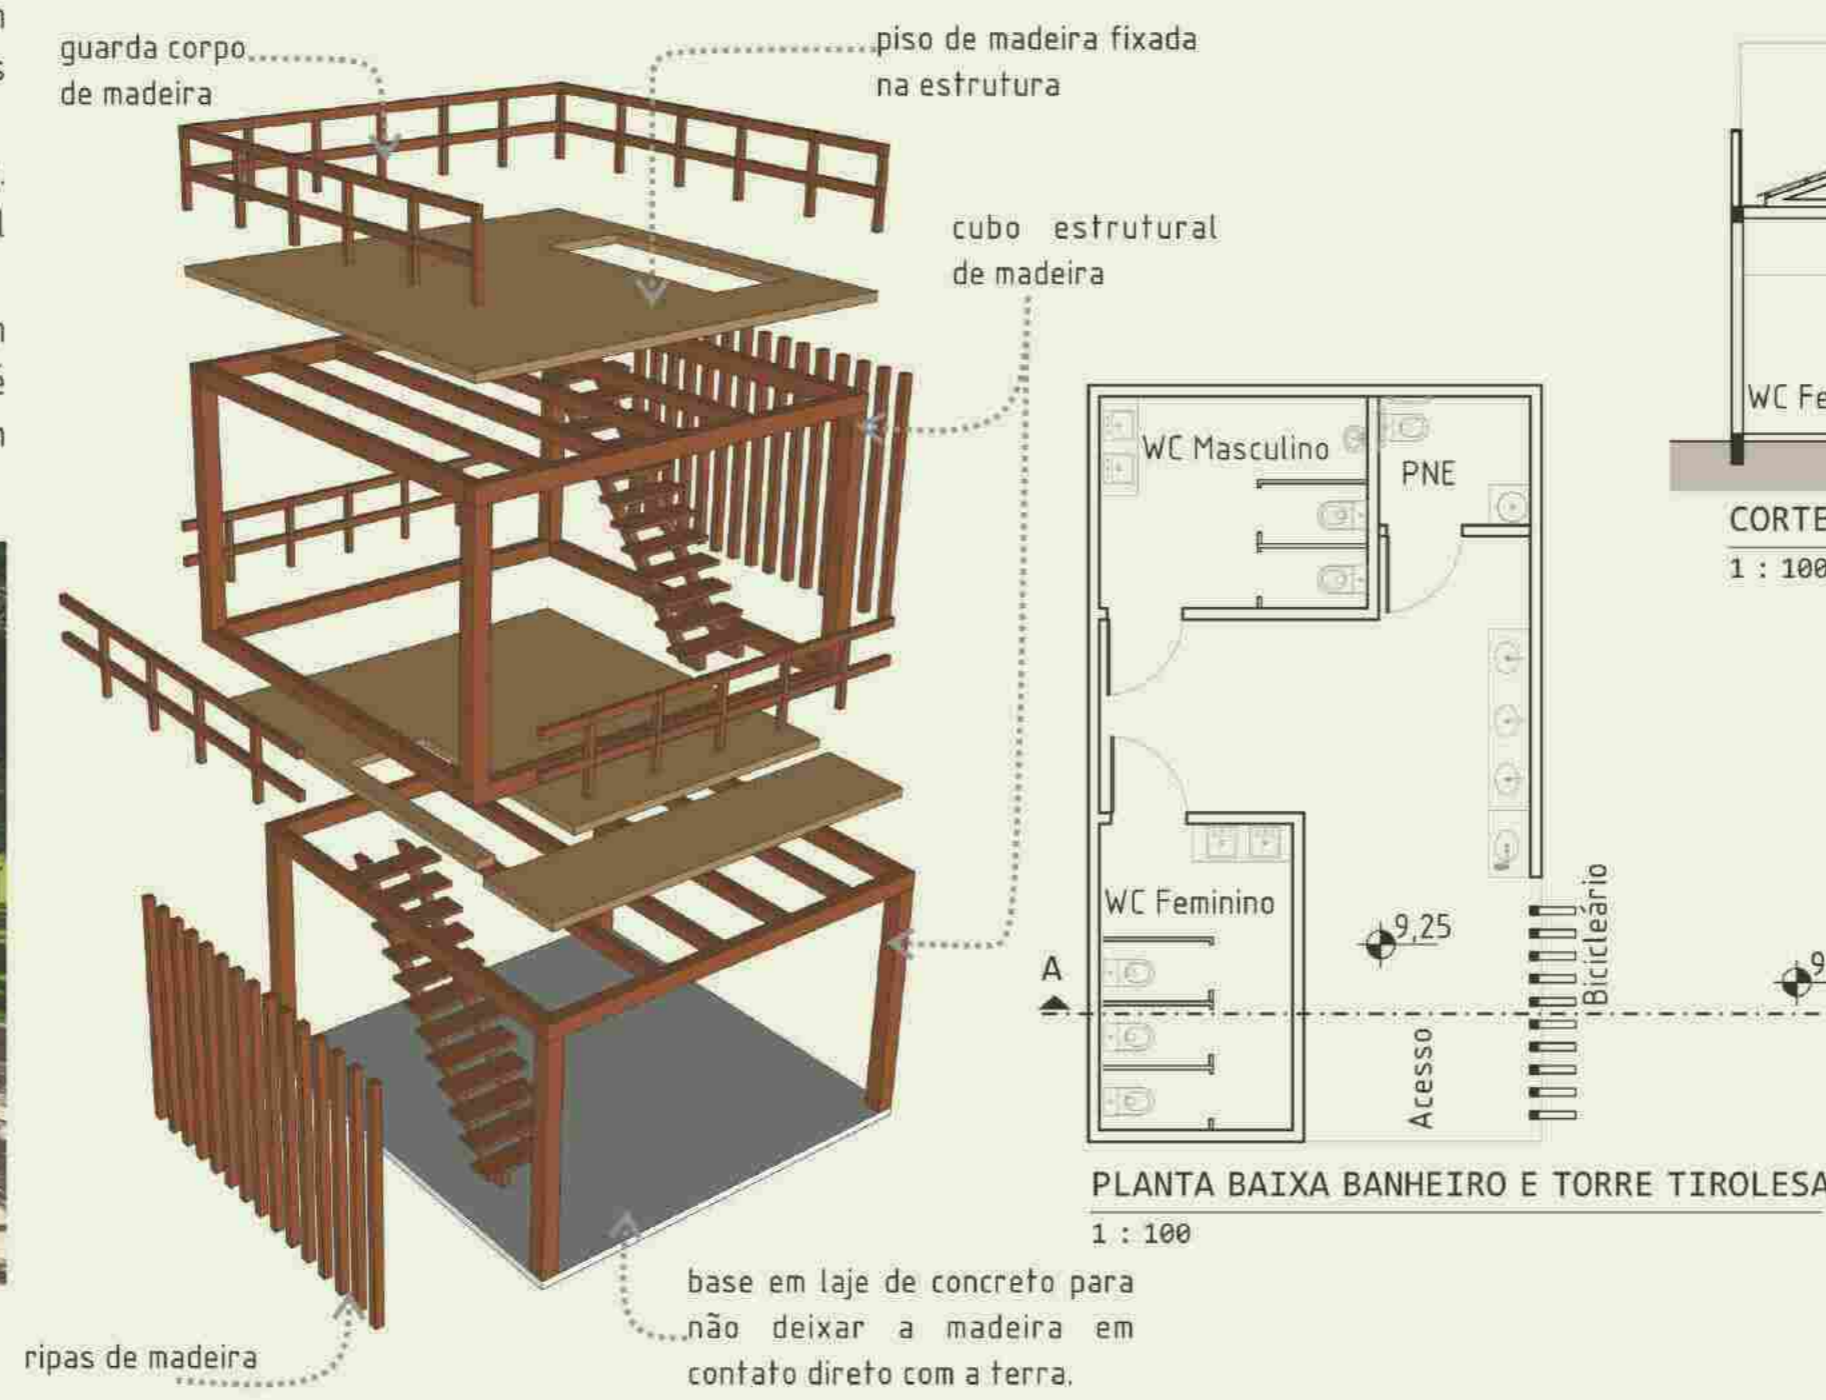 guarda corpo
de madeira
piso de madeira fixada
na estrutura
cubo estrutural
de madeira
ripas de madeira
base em laje de concreto para
não deixar a madeira em
contato direto com a terra.
WC Masculino
PNE
WC Feminino
9,25
Bicicleário
A
Acesso
PLANTA BAIXA BANHEIRO E TORRE TIROLESA
1 : 100
WC Fe
CORTE
1 : 100
9